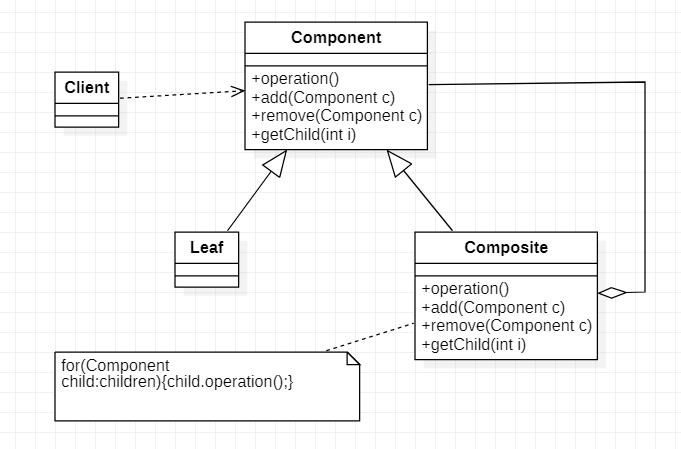 Component
+operation()
+add(Component c)
+remove(Component c)
+getChild(int i)
Client
Leaf
Composite
+operation()
+add(Component c)
+remove(Component c)
+getChild(int i)
for(Component
child:children){child.operation();}